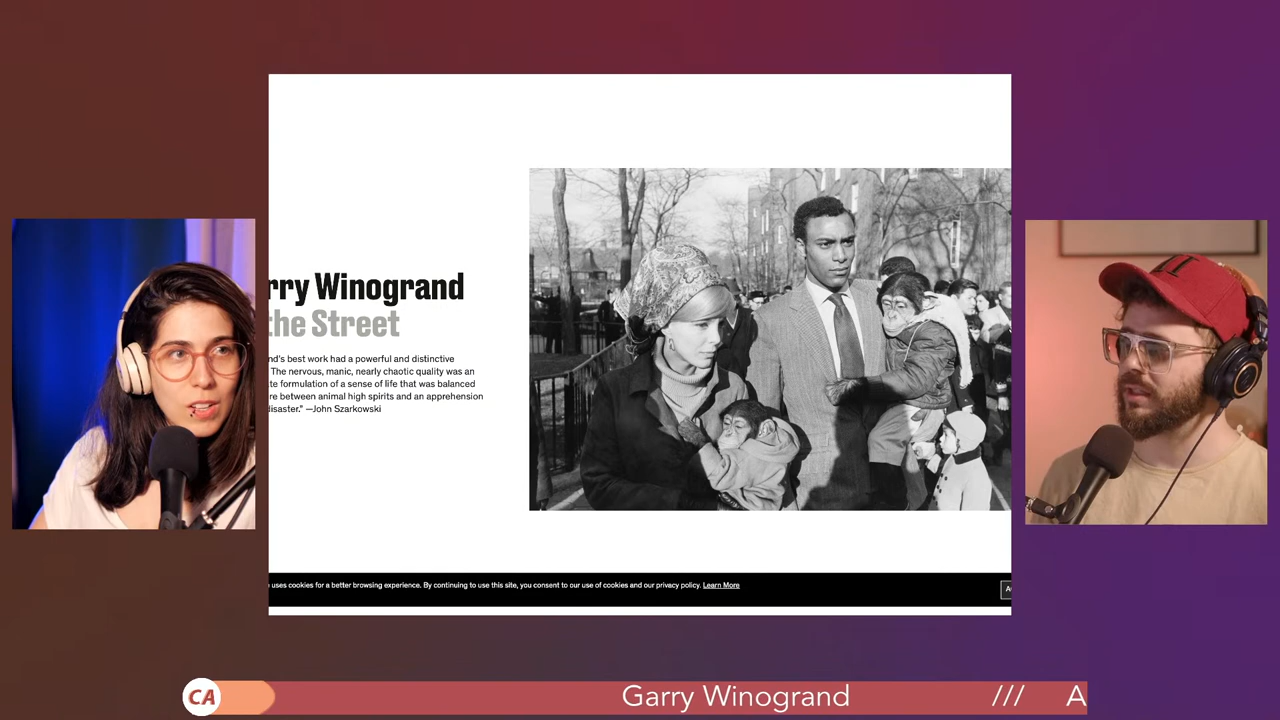 rry Winogrand
the Street
nd's best work had a powerful and distinctive
The nervous, manic, nearly chaotic quality was an
te formulation of a sense of life that was balanced
re between animal high spirits and an apprehension
disaster." —John Szarkowski
uses cookies for a better browsing experience. By continuing to use this site, you consent to our use of cookies and our privacy policy. Learn More
CA
Garry Winogrand /// A